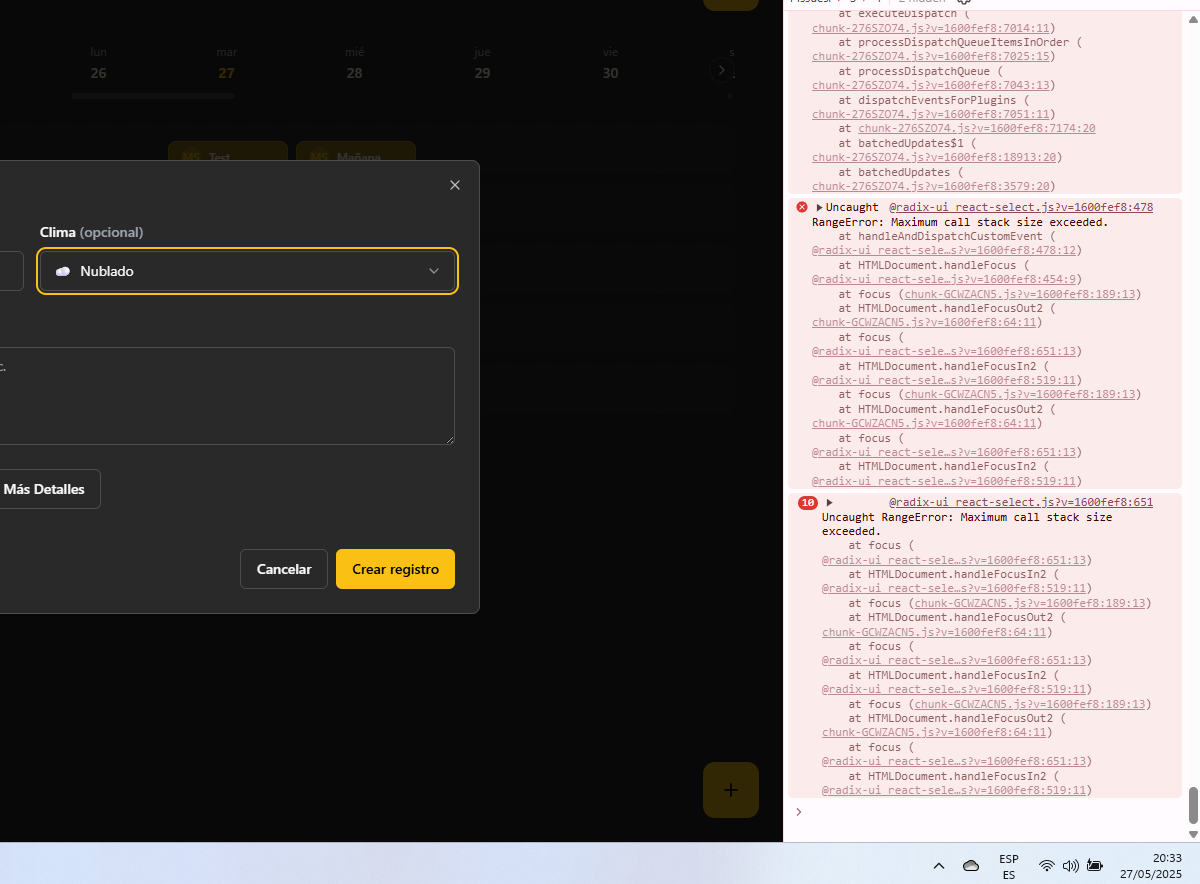 lun
mar
mié
jue
vie
s
26
27
28
29
30
MS Test
MS Mañana
Clima (opcional)
Nublado
Más Detalles
Cancelar
Crear registro
+
at executeDispatch (
chunk-276SZO74.js?v=1600fef8:7014:11)
at processDispatchQueueItemsInOrder (
chunk-276SZO74.js?v=1600fef8:7025:15)
at processDispatchQueue (
chunk-276SZO74.js?v=1600fef8:7043:13)
at dispatchEventsForPlugins (
chunk-276SZO74.js?v=1600fef8:7051:11)
at chunk-276SZO74.js?v=1600fef8:7174:20
at batchedUpdates$1 (
chunk-276SZO74.js?v=1600fef8:18913:20)
at batchedUpdates (
chunk-276SZO74.js?v=1600fef8:3579:20)
Uncaught @radix-ui_react-select.js?v=1600fef8:478
RangeError: Maximum call stack size exceeded.
at handleAndDispatchCustomEvent (
@radix-ui_react-sele…s?v=1600fef8:478:12)
at HTMLDocument.handleFocus (
@radix-ui_react-sele…js?v=1600fef8:454:9)
at focus (chunk-GCWZACN5.js?v=1600fef8:189:13)
at HTMLDocument.handleFocusOut2 (
chunk-GCWZACN5.js?v=1600fef8:64:11)
at focus (
@radix-ui_react-sele…s?v=1600fef8:651:13)
at HTMLDocument.handleFocusIn2 (
@radix-ui_react-sele…s?v=1600fef8:519:11)
at focus (chunk-GCWZACN5.js?v=1600fef8:189:13)
at HTMLDocument.handleFocusOut2 (
chunk-GCWZACN5.js?v=1600fef8:64:11)
at focus (
@radix-ui_react-sele…s?v=1600fef8:651:13)
at HTMLDocument.handleFocusIn2 (
@radix-ui_react-sele…s?v=1600fef8:519:11)
10 @radix-ui_react-select.js?v=1600fef8:651
Uncaught RangeError: Maximum call stack size
exceeded.
at focus (
@radix-ui_react-sele…s?v=1600fef8:651:13)
at HTMLDocument.handleFocusIn2 (
@radix-ui_react-sele…s?v=1600fef8:519:11)
at focus (chunk-GCWZACN5.js?v=1600fef8:189:13)
at HTMLDocument.handleFocusOut2 (
chunk-GCWZACN5.js?v=1600fef8:64:11)
at focus (
@radix-ui_react-sele…s?v=1600fef8:651:13)
at HTMLDocument.handleFocusIn2 (
@radix-ui_react-sele…s?v=1600fef8:519:11)
at focus (chunk-GCWZACN5.js?v=1600fef8:189:13)
at HTMLDocument.handleFocusOut2 (
chunk-GCWZACN5.js?v=1600fef8:64:11)
at focus (
@radix-ui_react-sele…s?v=1600fef8:651:13)
at HTMLDocument.handleFocusIn2 (
@radix-ui_react-sele…s?v=1600fef8:519:11)
ESP
ES
20:33
27/05/2025